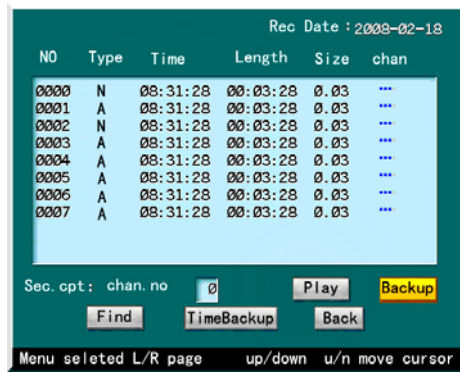 Rec Date : 2008-02-18
NO Type Time Length Size chan
0000 N 08:31:28 00:03:28 0.03 ...
0001 A 08:31:28 00:03:28 0.03 ...
0002 N 08:31:28 00:03:28 0.03 ...
0003 A 08:31:28 00:03:28 0.03 ...
0004 A 08:31:28 00:03:28 0.03 ...
0005 A 08:31:28 00:03:28 0.03 ...
0006 A 08:31:28 00:03:28 0.03 ...
0007 A 08:31:28 00:03:28 0.03 ...
Sec.cpt: chan.no 0 Play Backup
Find TimeBackup Back
Menu seleted L/R page up/down u/n move cursor